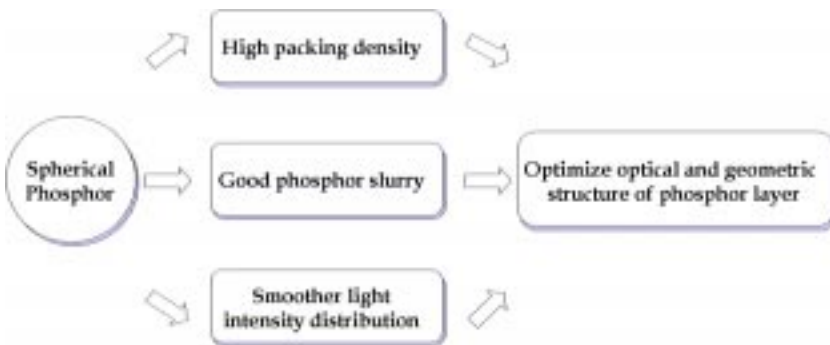 High packing density
Spherical
Phosphor
Good phosphor slurry
Optimize optical and geometric
structure of phosphor layer
Smoother light
intensity distribution